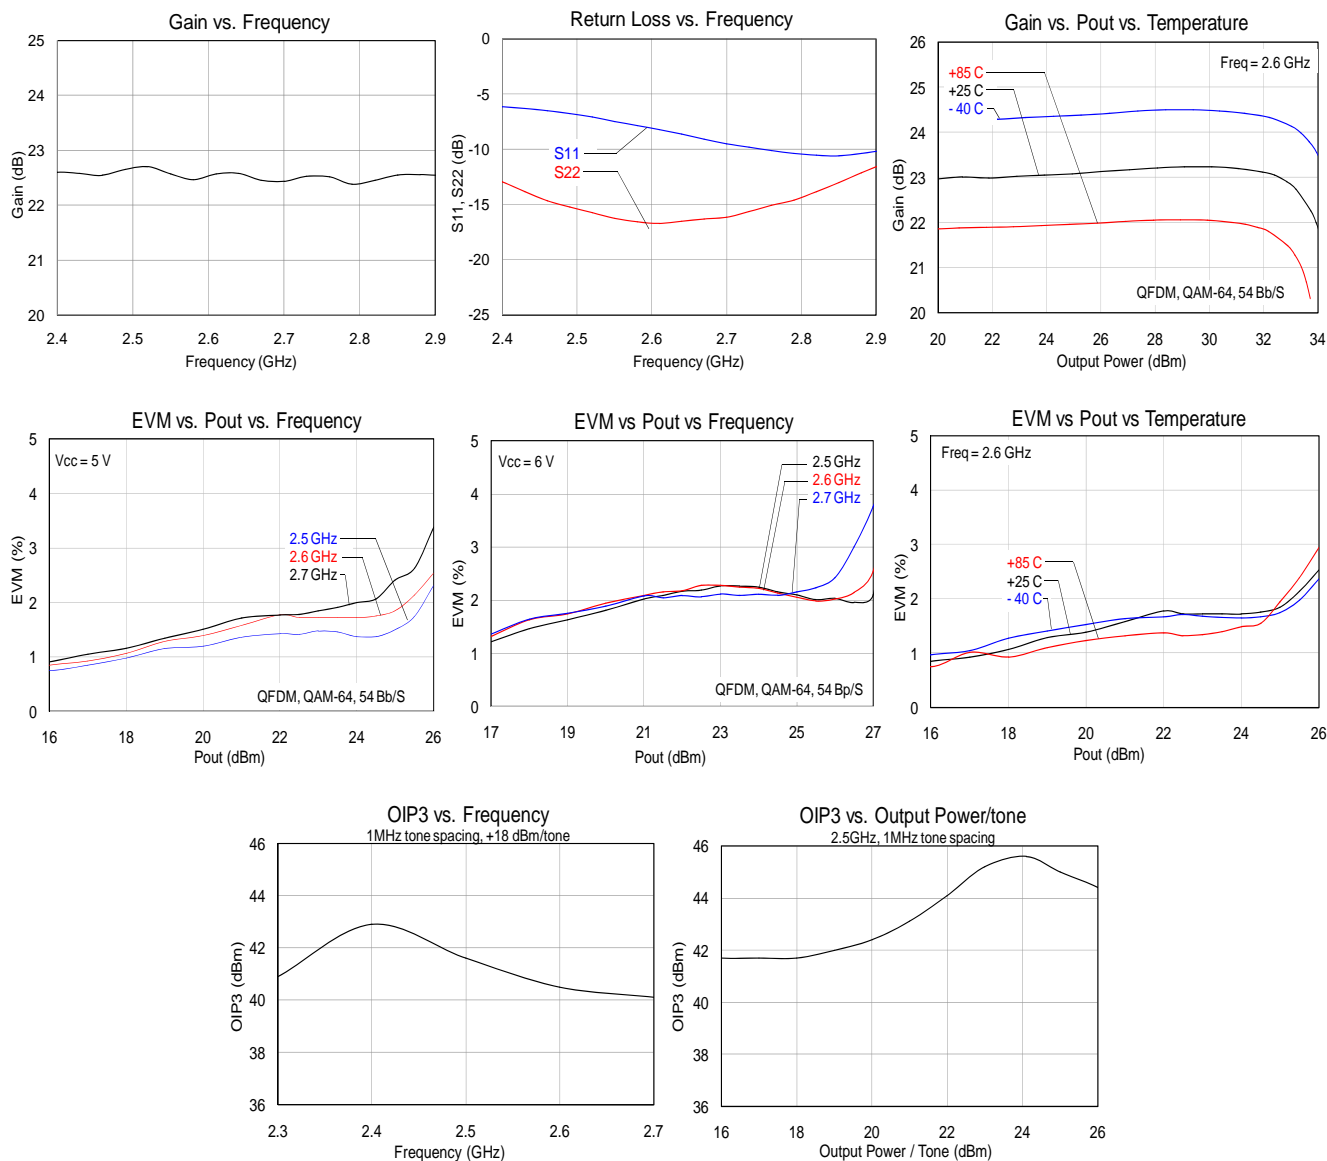 Gain vs. Frequency
25
24
23
22
21
20
Gain (dB)
2.4 2.5 2.6 2.7 2.8 2.9
Frequency (GHz)
Return Loss vs. Frequency
0
-5
-10
-15
-20
-25
S11, S22 (dB)
S11
S22
2.4 2.5 2.6 2.7 2.8 2.9
Frequency (GHz)
Gain vs. Pout vs. Temperature
26
25
24
23
22
21
20
Gain (dB)
+85 C
+25 C
- 40 C
Freq = 2.6 GHz
QFDM, QAM-64, 54 Bb/S
20 22 24 26 28 30 32 34
Output Power (dBm)
EVM vs. Pout vs. Frequency
5
4
3
2
1
0
EVM (%)
Vcc = 5 V
2.5 GHz
2.6 GHz
2.7 GHz
QFDM, QAM-64, 54 Bb/S
16 18 20 22 24 26
Pout (dBm)
EVM vs Pout vs Frequency
5
4
3
2
1
0
EVM (%)
Vcc = 6 V
2.5 GHz
2.6 GHz
2.7 GHz
QFDM, QAM-64, 54 Bp/S
17 19 21 23 25 27
Pout (dBm)
EVM vs Pout vs Temperature
5
4
3
2
1
0
EVM (%)
Freq = 2.6 GHz
+85 C
+25 C
- 40 C
16 18 20 22 24 26
Pout (dBm)
OIP3 vs. Frequency
1MHz tone spacing, +18 dBm/tone
46
44
42
40
38
36
OIP3 (dBm)
2.3 2.4 2.5 2.6 2.7
Frequency (GHz)
OIP3 vs. Output Power/tone
2.5GHz, 1MHz tone spacing
46
44
42
40
38
36
OIP3 (dBm)
16 18 20 22 24 26
Output Power / Tone (dBm)